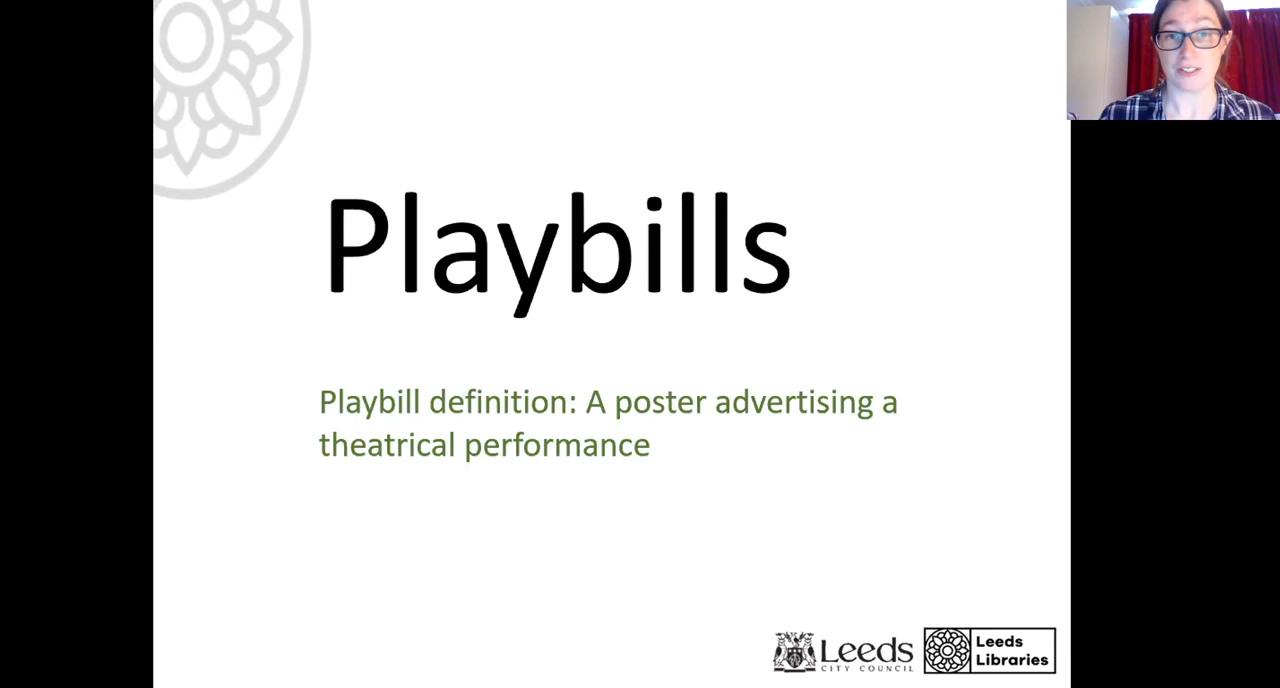 Playbills
Playbill definition: A poster advertising a
theatrical performance
Leeds
CITY COUNCIL
Leeds
Libraries